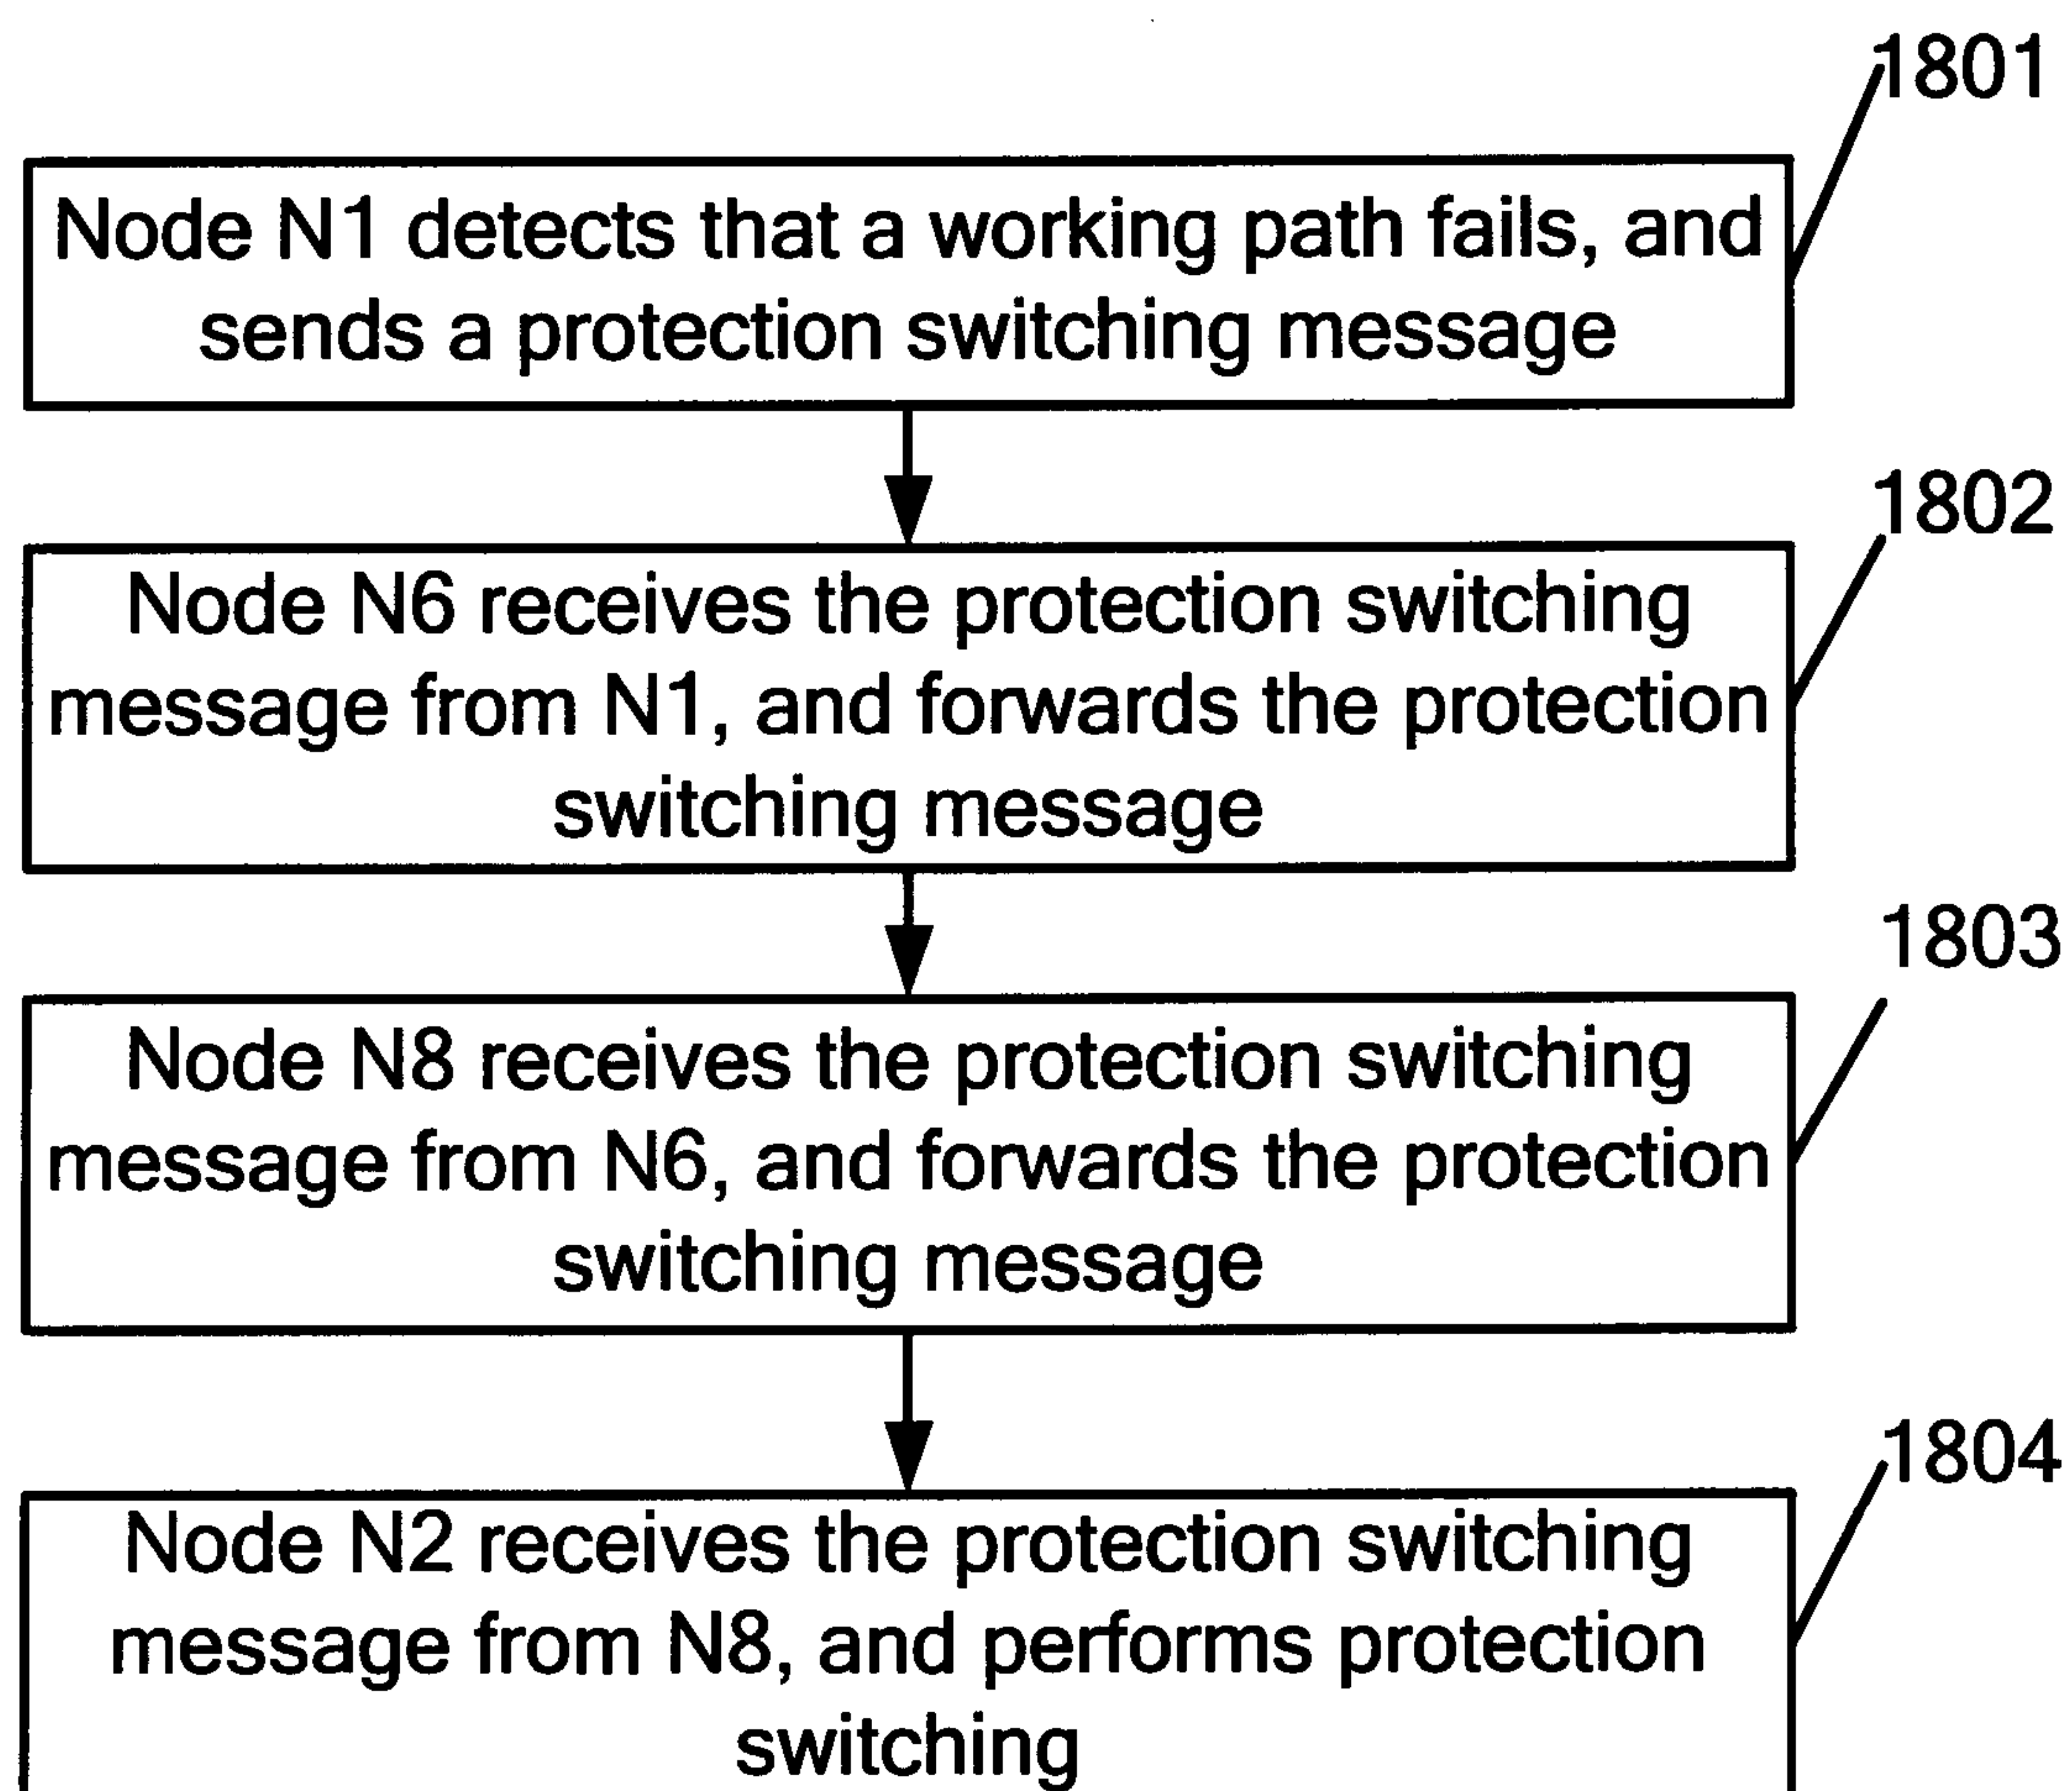 1801
Node N1 detects that a working path fails, and
sends a protection switching message
1802
Node N6 receives the protection switching
message from N1, and forwards the protection
switching message
1803
Node N8 receives the protection switching
message from N6, and forwards the protection
switching message
1804
Node N2 receives the protection switching
message from N8, and performs protection
switching